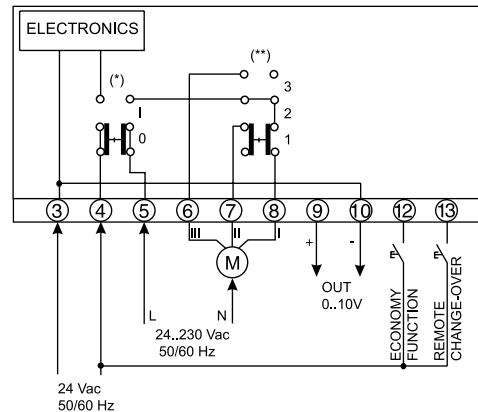 ELECTRONICS
(*)
(**)
3
I
2
0
1
3 4 5 6 7 8 9 10 12 13
III II I
+ -
M
OUT
0..10V
L N
24..230 Vac
50/60 Hz
ECONOMY
FUNCTION
REMOTE
CHANGE-OVER
24 Vac
50/60 Hz